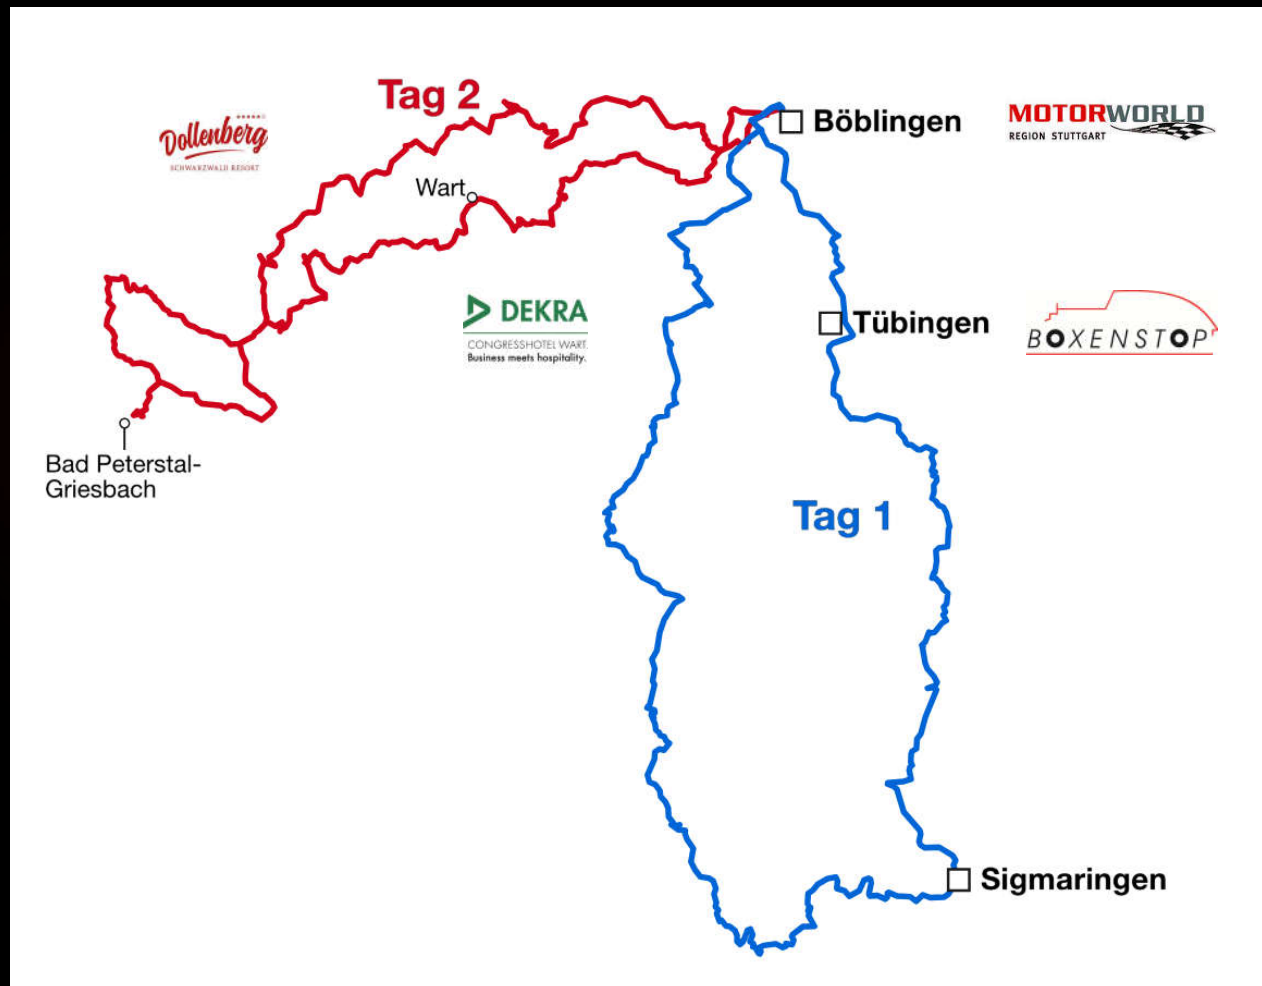 Tag 2
Böblingen
MOTORWORLD
REGION STUTTGART
Dollenberg
SCHWARZWALD RESORT
Wart
DEKRA
CONGRESSHOTEL WART.
Business meets hospitality.
Tübingen
BOXENSTOP
Bad Peterstal-
Griesbach
Tag 1
Sigmaringen